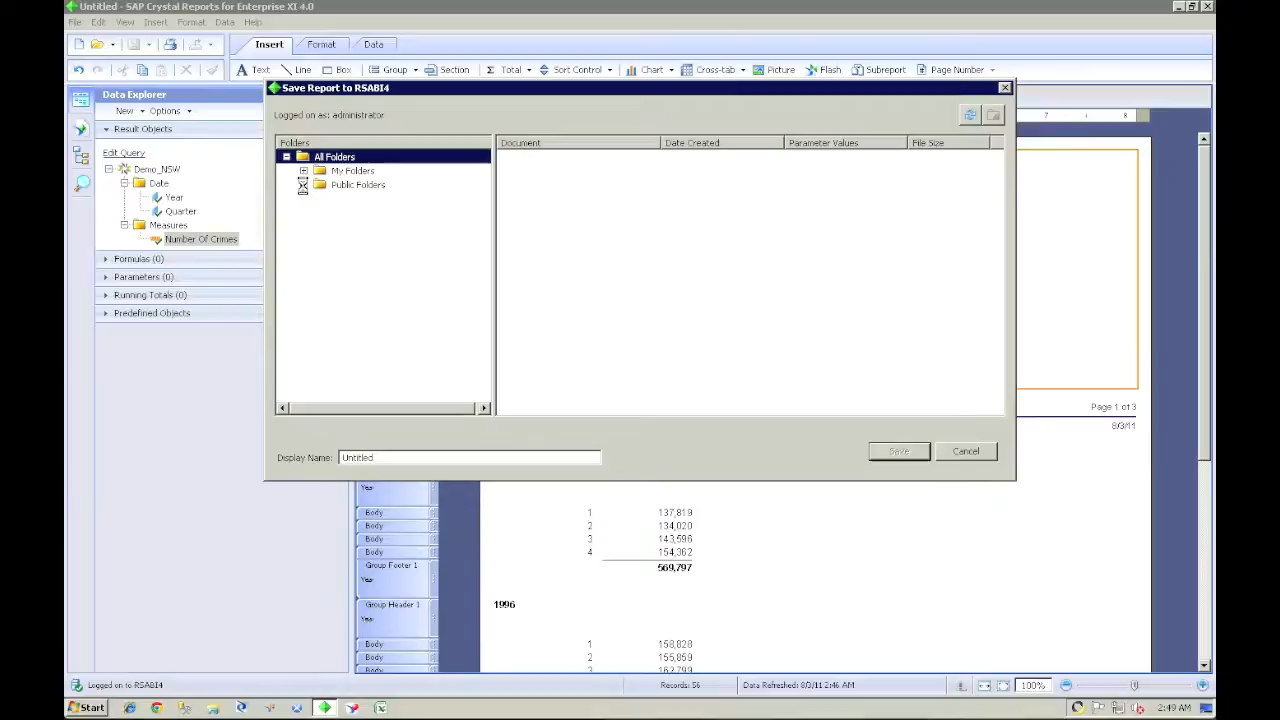 Untitled - SAP Crystal Reports for Enterprise XI 4.0
File Edit View Insert Format Data Help
Insert Format Data
Text Line Box Group Section Total Sort Control Chart Cross-tab Picture Flash Subreport Page Number
Data Explorer
New Options
Result Objects
Edit Query
Demo_NSW
Date
Year
Quarter
Measures
Number Of Crimes
Formulas (0)
Parameters (0)
Running Totals (0)
Predefined Objects
Save Report to RSABI4
Logged on as: administrator
Folders
All Folders
My Folders
Public Folders
Document Date Created Parameter Values File Size
Display Name: Untitled
Save Cancel
7 8
Page 1 of 3
8/3/11
Body 1 137,819
Body 2 134,020
Body 3 143,596
Body 4 154,362
Group Footer 1 569,797
Group Header 1 1996
Body 1 158,828
Body 2 155,859
Body 3 162,799
Logged on to RSABI4 Records: 56 Data Refreshed: 8/3/11 2:46 AM 100%
Start 2:49 AM